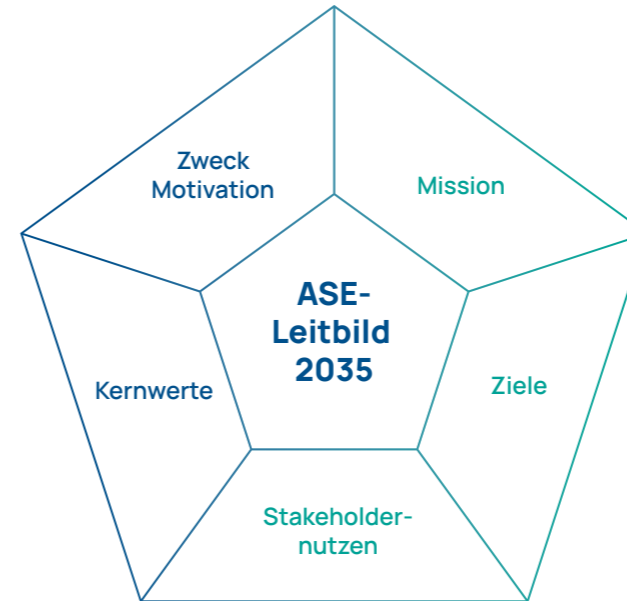 Zweck
Motivation
Mission
ASE-
Leitbild
2035
Kernwerte
Ziele
Stakeholder-
nutzen